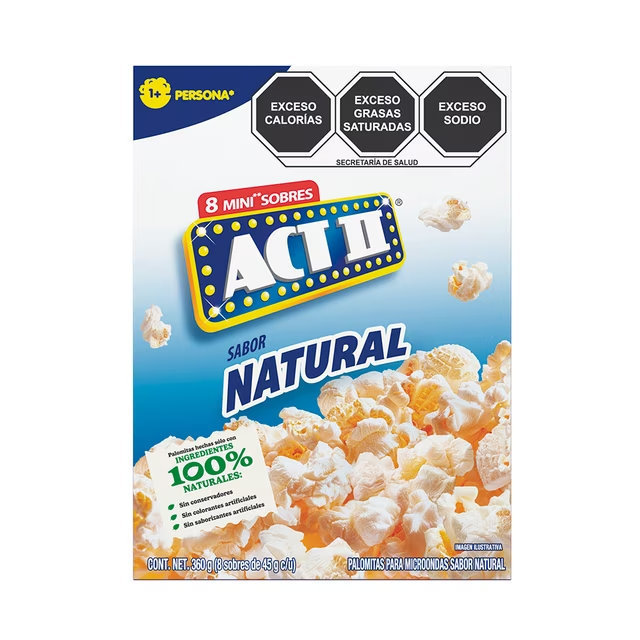 1+ PERSONA*
EXCESO
CALORÍAS
EXCESO
GRASAS
SATURADAS
EXCESO
SODIO
SECRETARÍA DE SALUD
8 MINI** SOBRES
ACT II®
SABOR
NATURAL
Palomitas hechas sólo con
INGREDIENTES
100%
NATURALES:
Sin conservadores
Sin colorantes artificiales
Sin saborizantes artificiales
IMAGEN ILUSTRATIVA
CONT. NET. 360 g (8 sobres de 45 g c/u)
PALOMITAS PARA MICROONDAS SABOR NATURAL